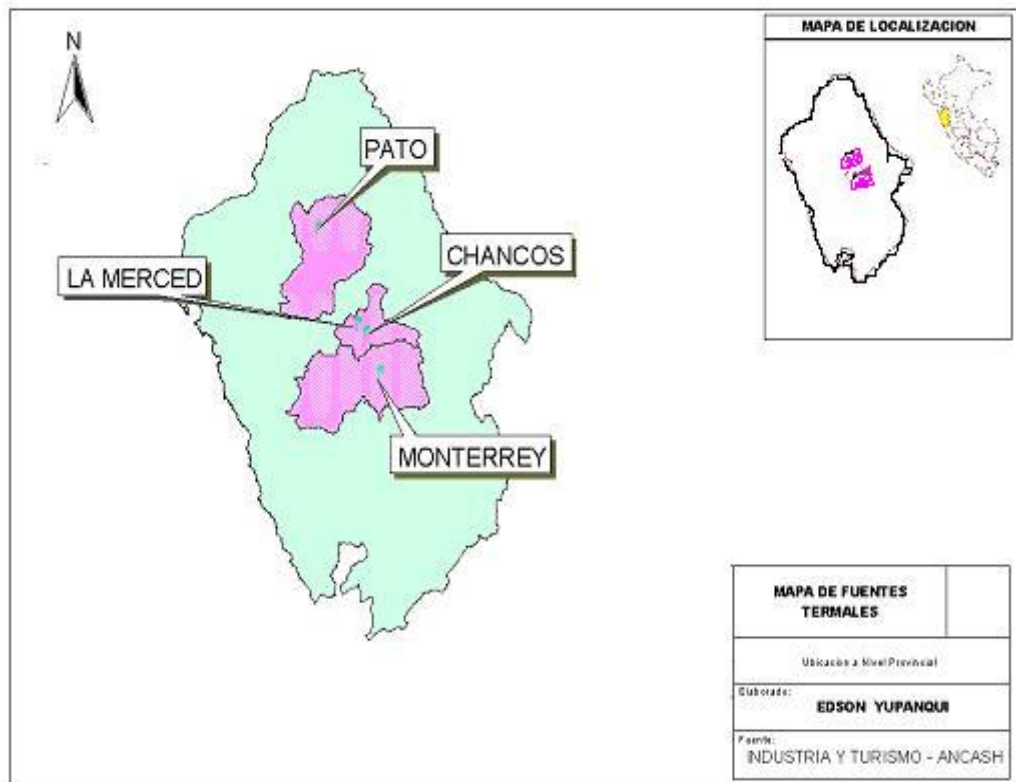 N
MAPA DE LOCALIZACION
PATO
CHANCOS
LA MERCED
MONTERREY
MAPA DE FUENTES
TERMALES
Ubicacion a Nivel Provincial
Elaborado:
EDSON YUPANQUI
Fuente:
INDUSTRIA Y TURISMO - ANCASH